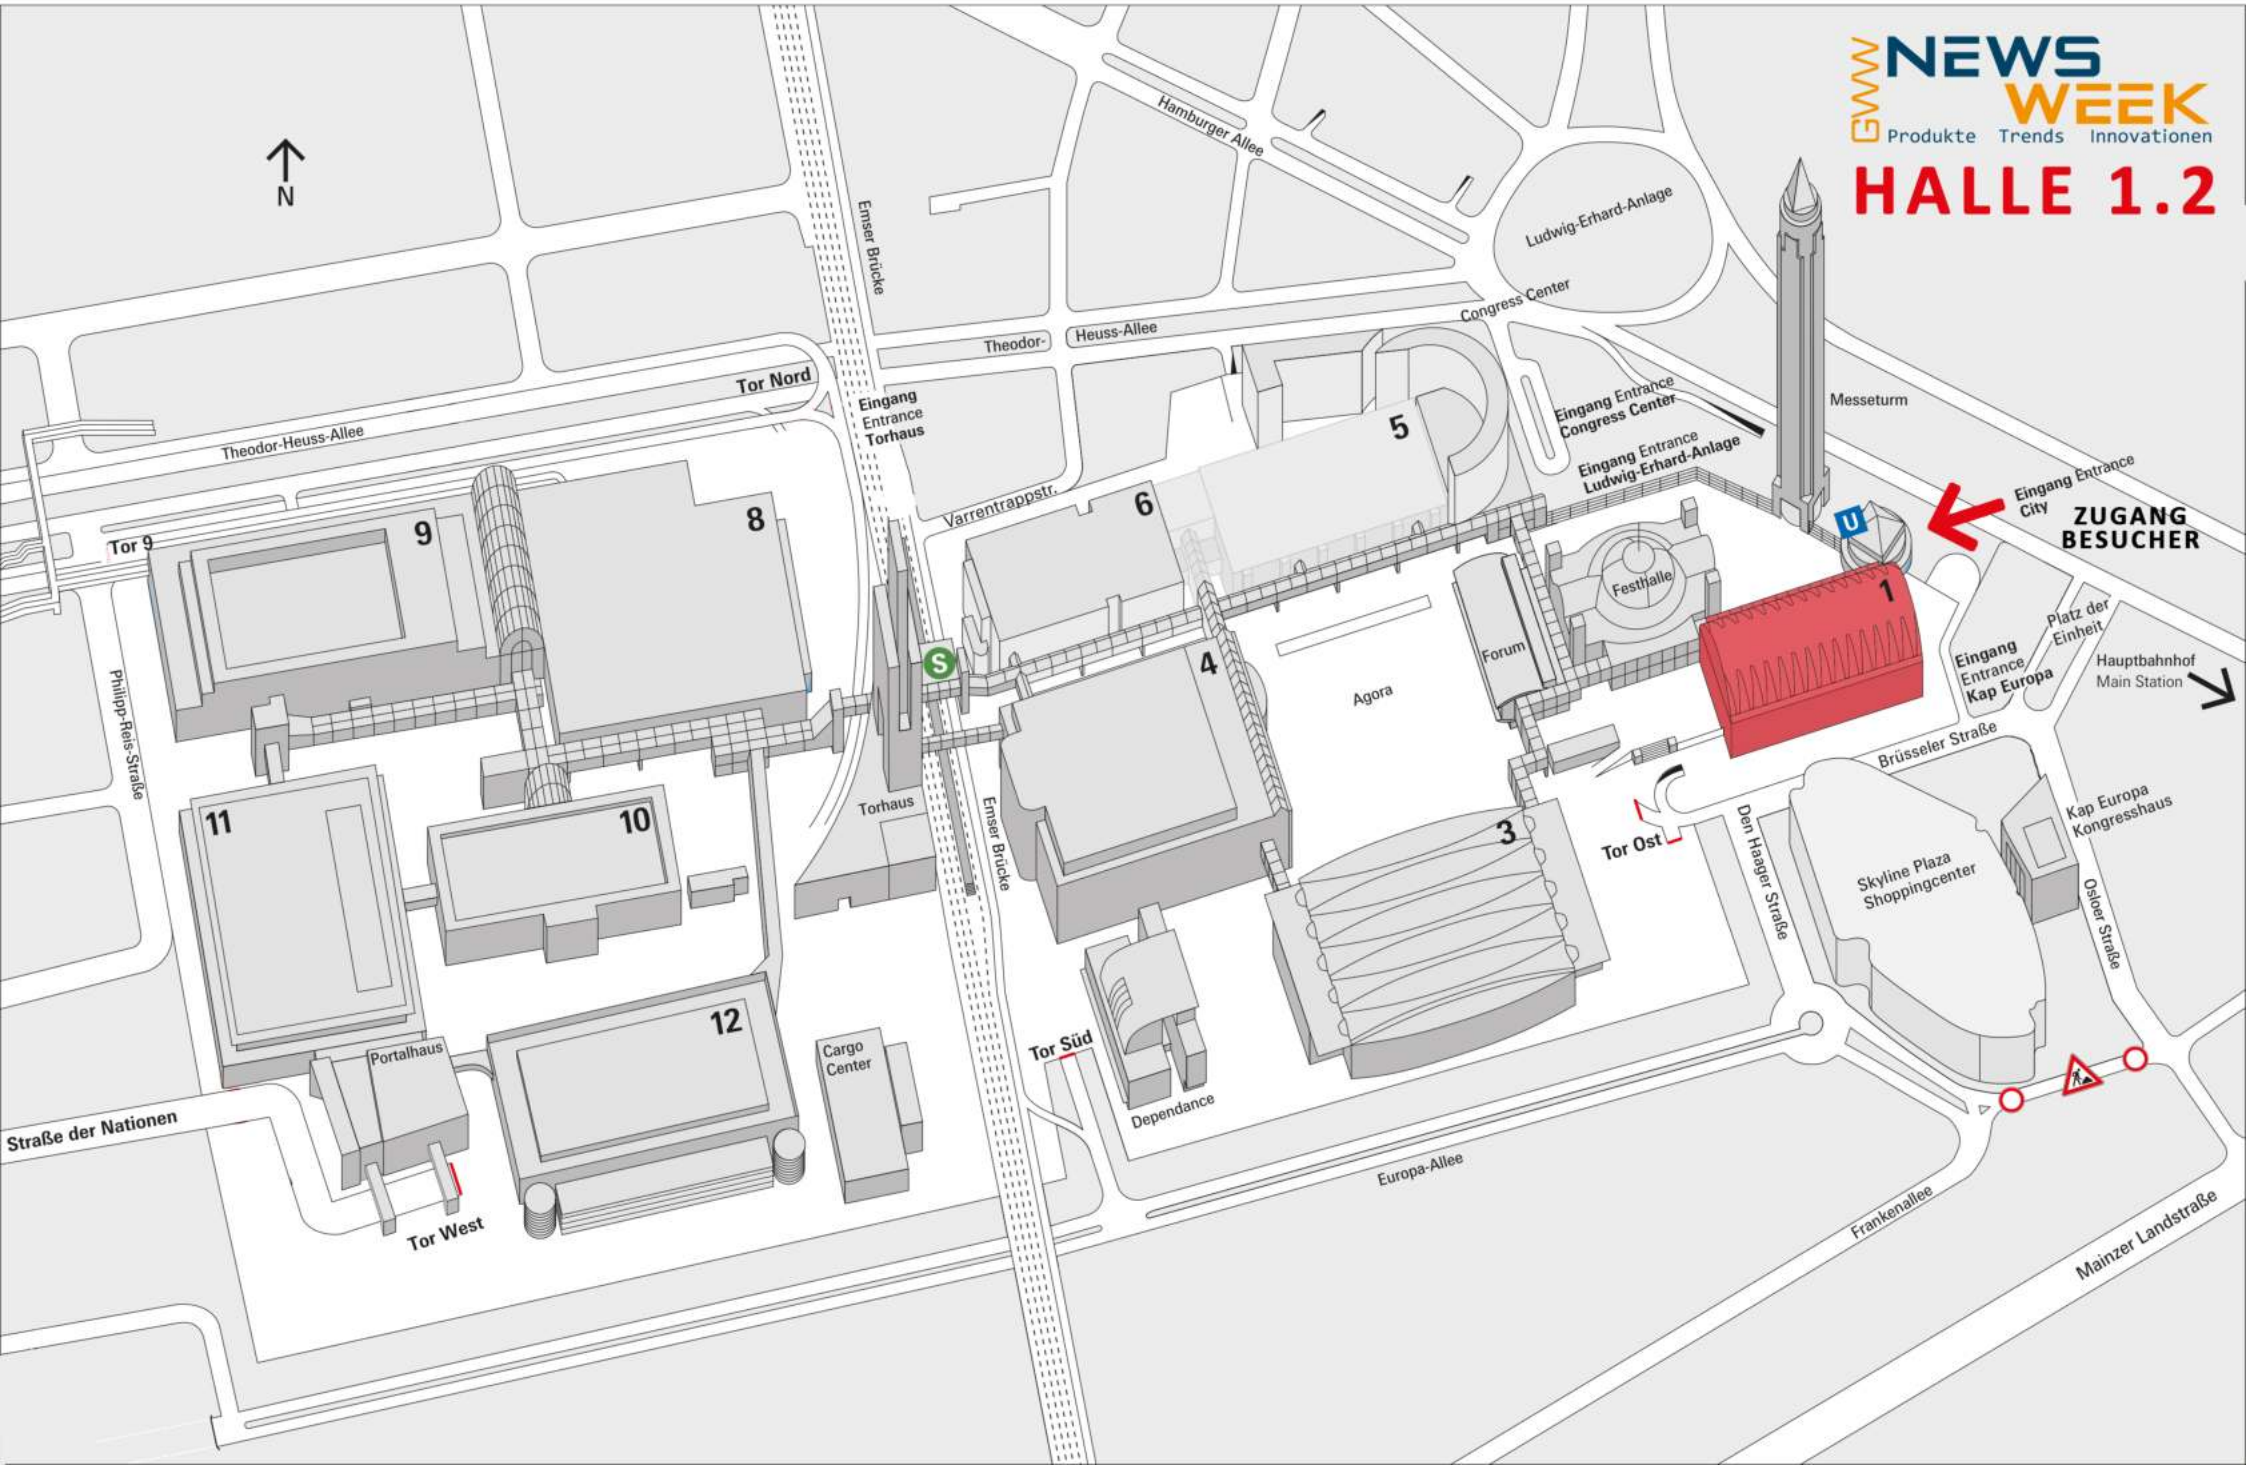 GWW
NEWS
WEEK
Produkte Trends Innovationen
HALLE 1.2
N
Hamburger Allee
Emser Brücke
Ludwig-Erhard-Anlage
Congress Center
Theodor-
Heuss-Allee
Tor Nord
Eingang
Entrance
Torhaus
Eingang Entrance
Congress Center
Messeturm
Theodor-Heuss-Allee
Eingang Entrance
Ludwig-Erhard-Anlage
Eingang Entrance
City
ZUGANG
BESUCHER
U
5
6
Varrentrappstr.
8
9
Tor 9
Festhalle
1
Platz der
Einheit
Forum
Eingang
Entrance
Kap Europa
Hauptbahnhof
Main Station
S
4
Agora
Philipp-Reis-Straße
Brüsseler Straße
Torhaus
Emser Brücke
11
10
3
Tor Ost
Den Haager Straße
Kap Europa
Kongresshaus
Skyline Plaza
Shoppingcenter
Osloer Straße
12
Portalhaus
Cargo
Center
Tor Süd
Dependance
Straße der Nationen
Tor West
Europa-Allee
Frankenallee
Mainzer Landstraße